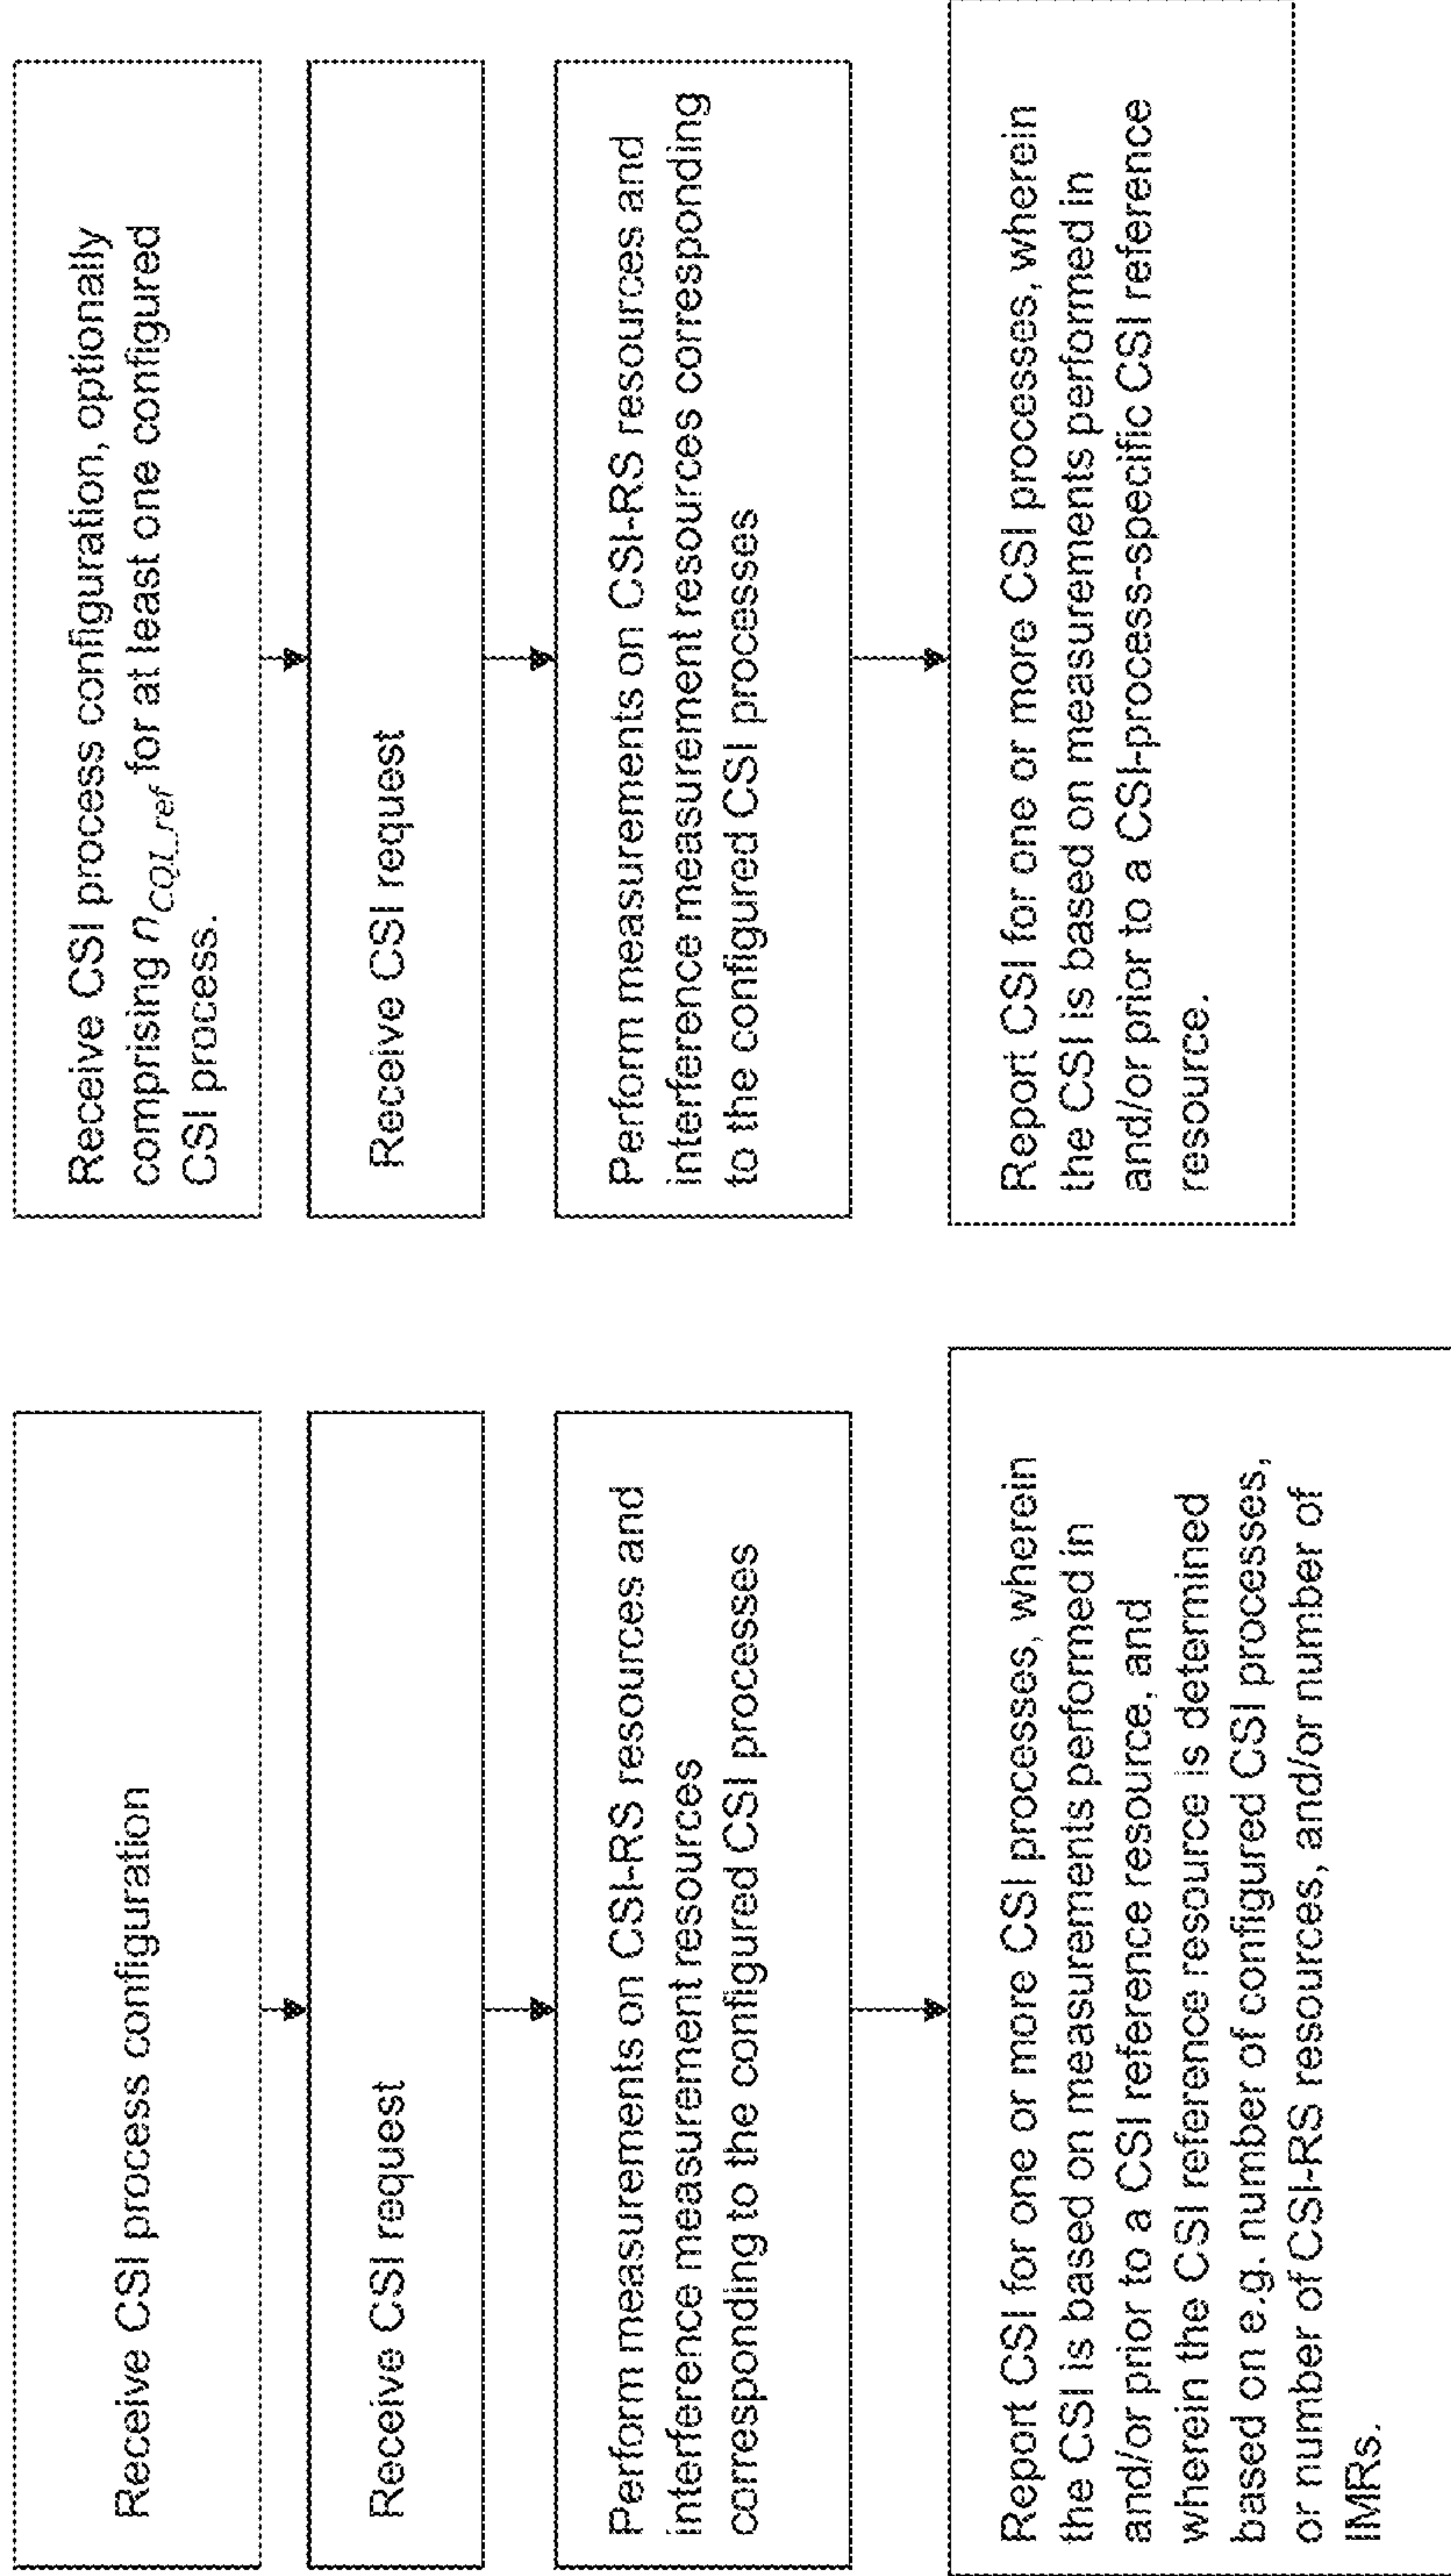 Receive CSI process configuration
Receive CSI request
Perform measurements on CSI-RS resources and
interference measurement resources
corresponding to the configured CSI processes
Report CSI for one or more CSI processes, wherein
the CSI is based on measurements performed in
and/or prior to a CSI reference resource, and
wherein the CSI reference resource is determined
based on e.g. number of configured CSI processes,
or number of CSI-RS resources, and/or number of
IMRs.
Receive CSI process configuration, optionally
comprising n_CQI_ref for at least one configured
CSI process.
Receive CSI request
Perform measurements on CSI-RS resources and
interference measurement resources corresponding
to the configured CSI processes
Report CSI for one or more CSI processes, wherein
the CSI is based on measurements performed in
and/or prior to a CSI-process-specific CSI reference
resource.